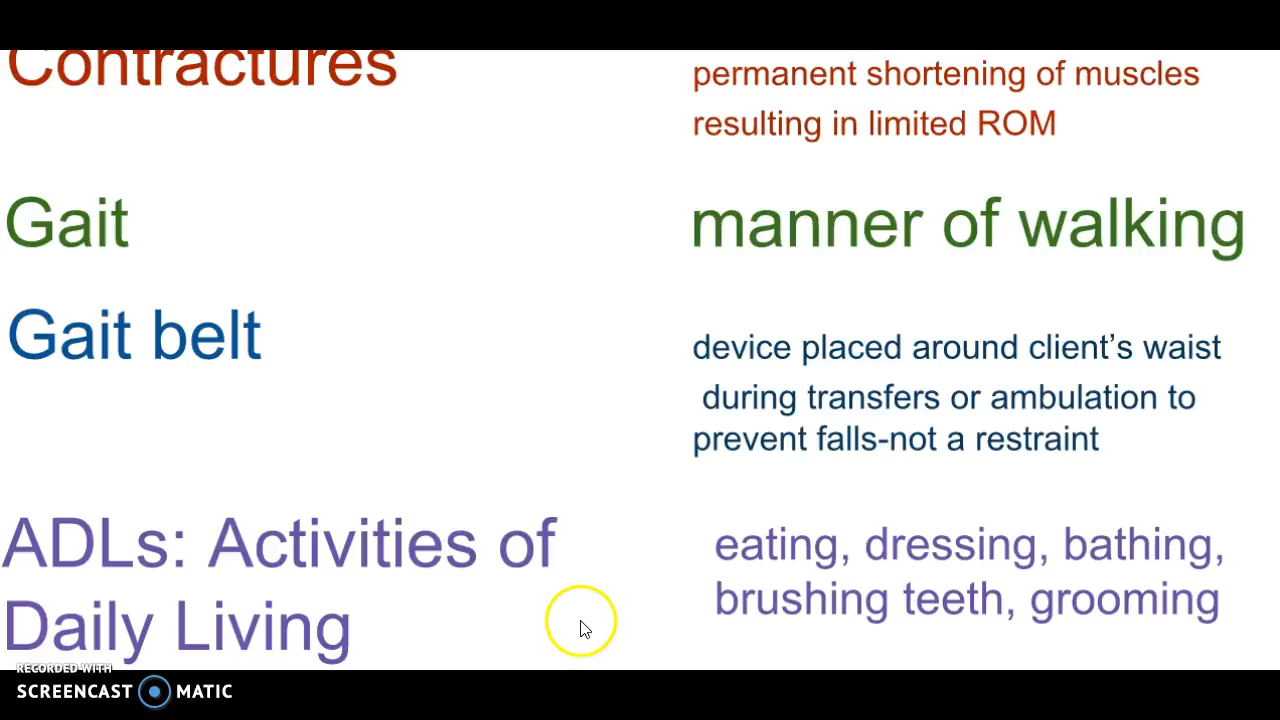 Contractures
permanent shortening of muscles
resulting in limited ROM
Gait
manner of walking
Gait belt
device placed around client’s waist
during transfers or ambulation to
prevent falls-not a restraint
ADLs: Activities of
Daily Living
eating, dressing, bathing,
brushing teeth, grooming
RECORDED WITH
SCREENCAST MATIC